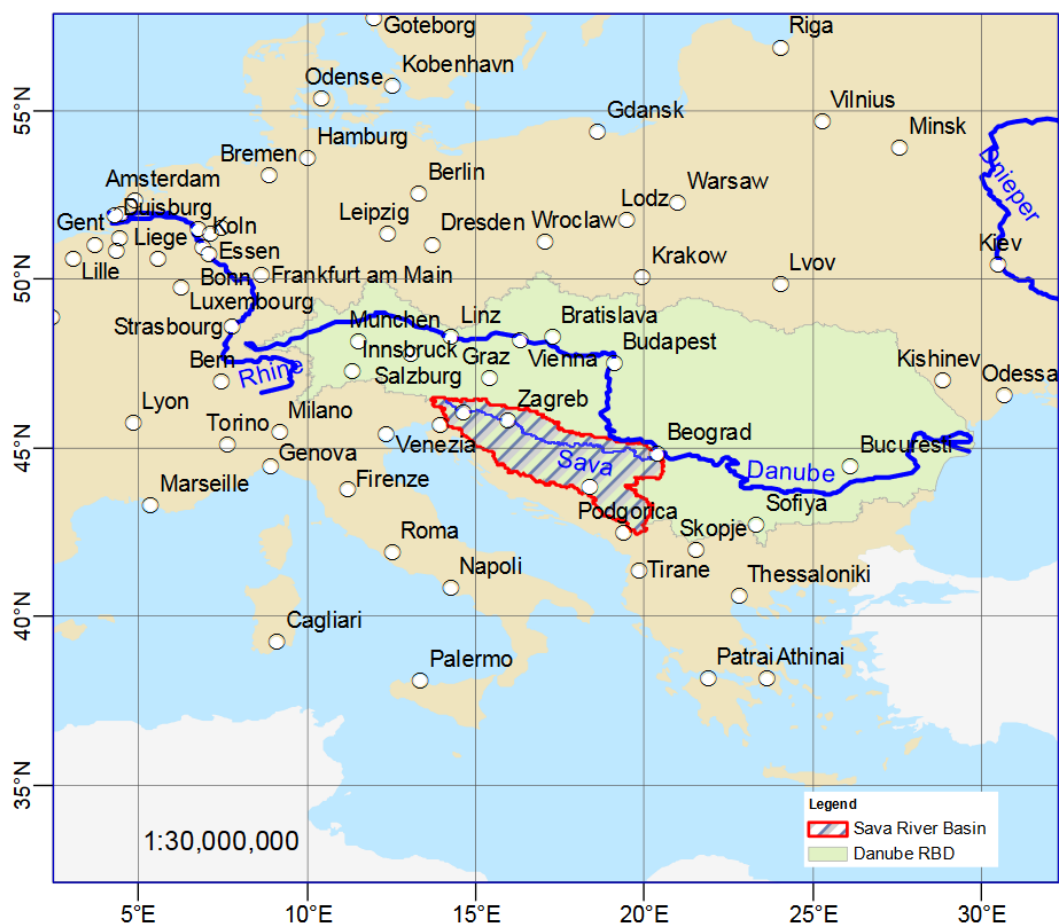 Goteborg
Riga
Kobenhavn
Odense
55°N
Vilnius
Gdansk
Minsk
Hamburg
Bremen
Dnieper
Berlin
Amsterdam
Warsaw
Lodz
Duisburg
Gent
Koln
Leipzig
Dresden
Wroclaw
Liege
Essen
Kiev
Krakow
Lvov
Lille
50°N
Bonn
Frankfurt am Main
Luxembourg
Strasbourg
Munchen
Linz
Bratislava
Budapest
Innsbruck
Graz
Vienna
Bern
Rhine
Salzburg
Kishinev
Odessa
Lyon
Torino
Milano
Zagreb
45°N
Venezia
Beograd
Bucuresti
Genova
Sava
Danube
Marseille
Firenze
Podgorica
Sofiya
Roma
Skopje
Napoli
Tirane
Thessaloniki
40°N
Cagliari
Palermo
Patrai
Athinai
35°N
Legend
Sava River Basin
Danube RBD
1:30,000,000
5°E
10°E
15°E
20°E
25°E
30°E